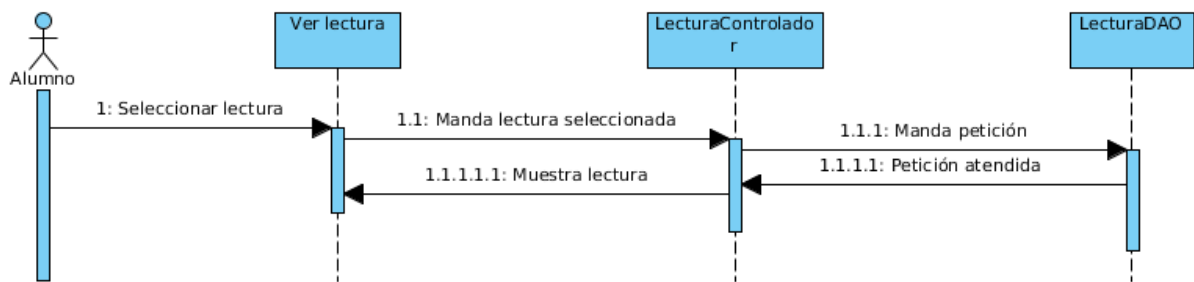 Ver lectura
LecturaControlado
r
LecturaDAO
Alumno
1: Seleccionar lectura
1.1: Manda lectura seleccionada
1.1.1: Manda petición
1.1.1.1: Petición atendida
1.1.1.1.1: Muestra lectura